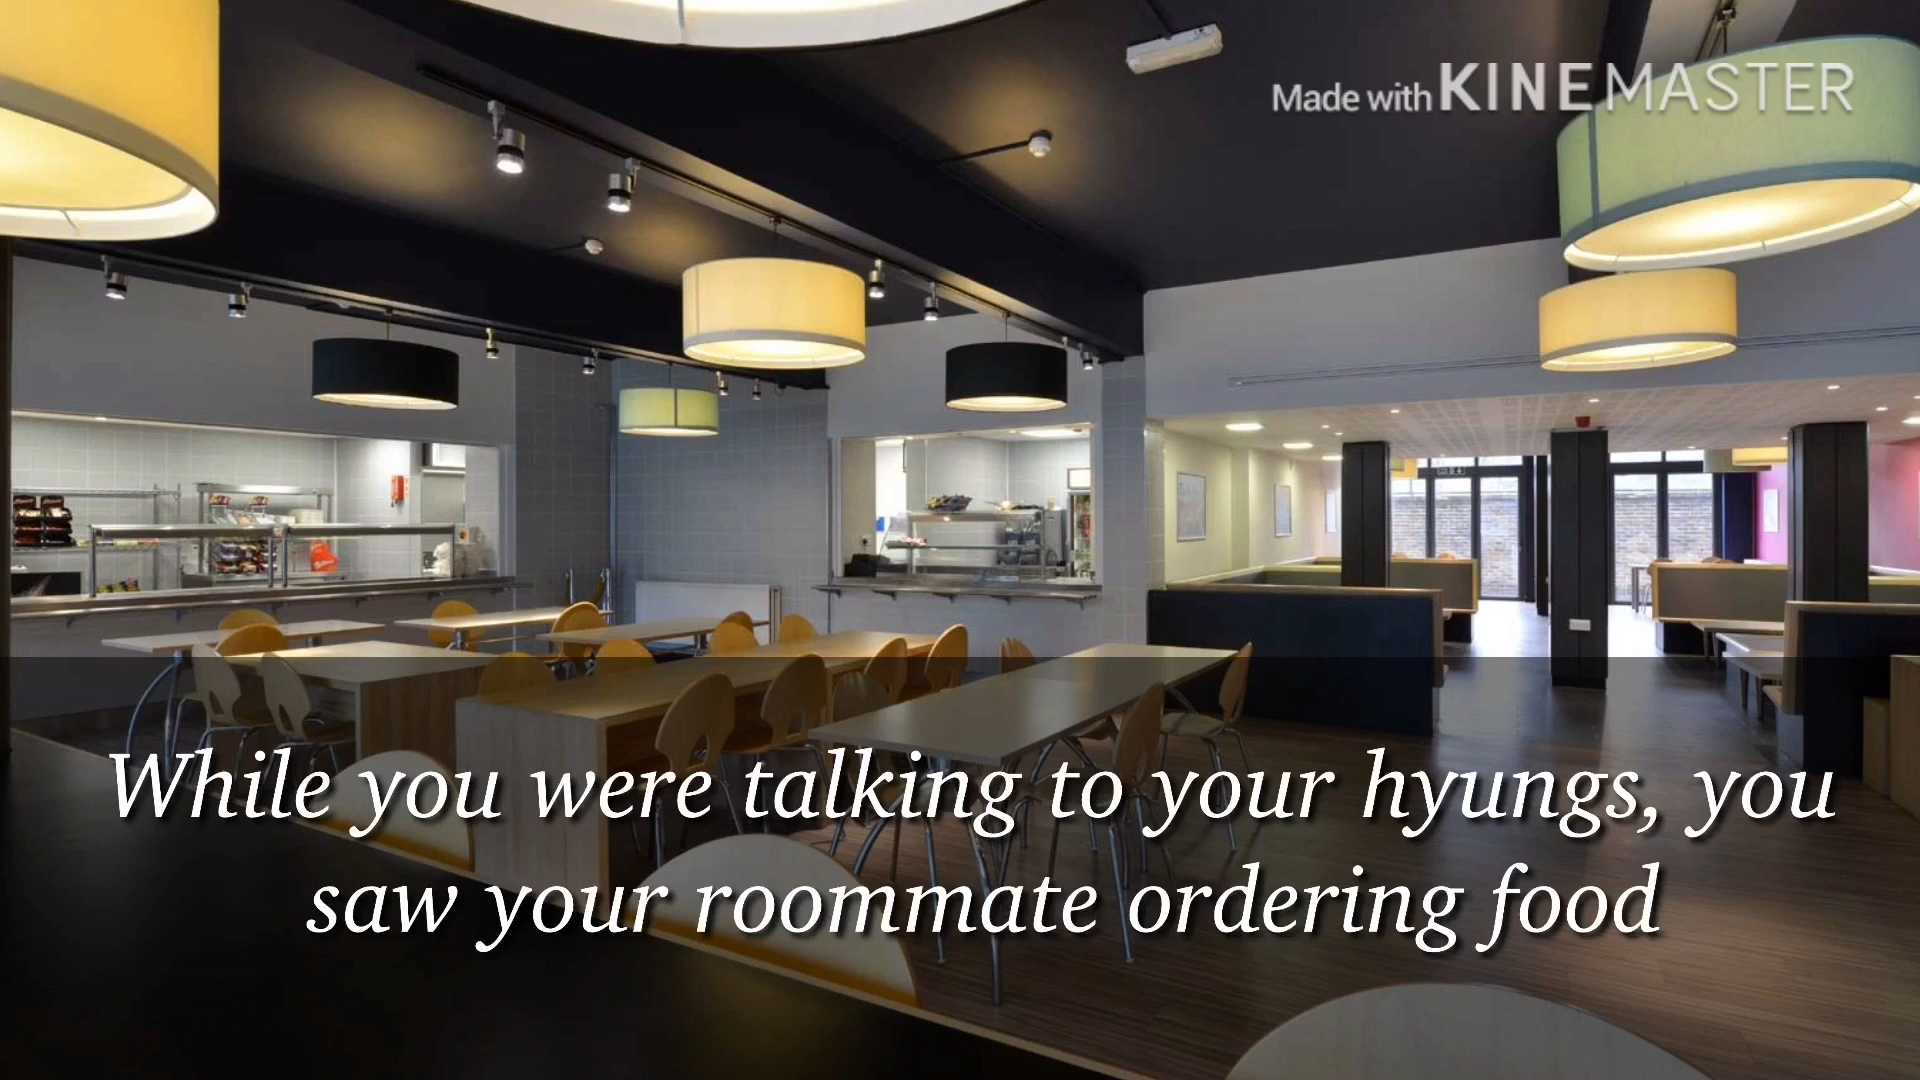 Made with KINEMASTER
While you were talking to your hyungs, you
saw your roommate ordering food